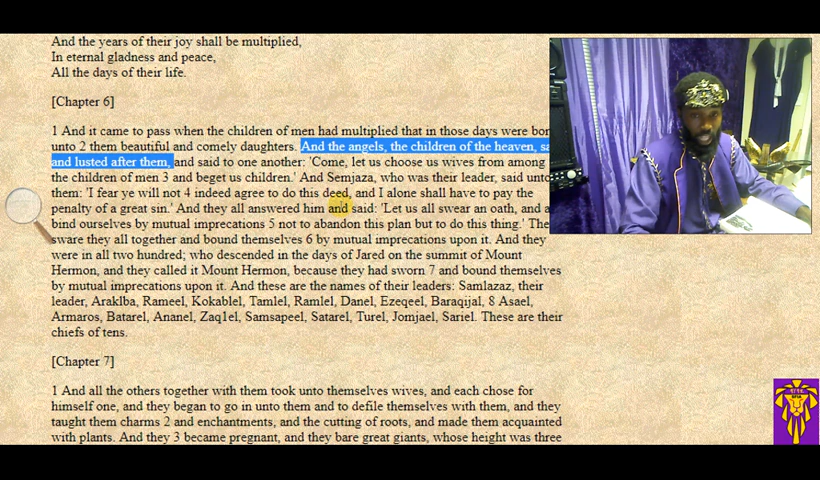 And the years of their joy shall be multiplied,
In eternal gladness and peace,
All the days of their life.
[Chapter 6]
1 And it came to pass when the children of men had multiplied that in those days were
unto 2 them beautiful and comely daughters. And the angels, the children of the heaven,
and lusted after them, and said to one another: 'Come, let us choose us wives from among
the children of men 3 and beget us children.' And Semjaza, who was their leader, said unto
them: 'I fear ye will not 4 indeed agree to do this deed, and I alone shall have to pay the
penalty of a great sin.' And they all answered him and said: 'Let us all swear an oath, and
bind ourselves by mutual imprecations 5 not to abandon this plan but to do this thing.'
sware they all together and bound themselves 6 by mutual imprecations upon it. And they
were in all two hundred; who descended in the days of Jared on the summit of Mount
Hermon, and they called it Mount Hermon, because they had sworn 7 and bound themselves
by mutual imprecations upon it. And these are the names of their leaders: Samlazaz, their
leader, Araklba, Rameel, Kokablel, Tamlel, Ramlel, Danel, Ezeqeel, Baraqijal, 8 Asael,
Armaros, Batarel, Ananel, Zaq1el, Samsapeel, Satarel, Turel, Jomjael, Sariel. These are their
chiefs of tens.
[Chapter 7]
1 And all the others together with them took unto themselves wives, and each chose for
himself one, and they began to go in unto them and to defile themselves with them, and they
taught them charms 2 and enchantments, and the cutting of roots, and made them acquainted
with plants. And they 3 became pregnant, and they bare great giants, whose height was three